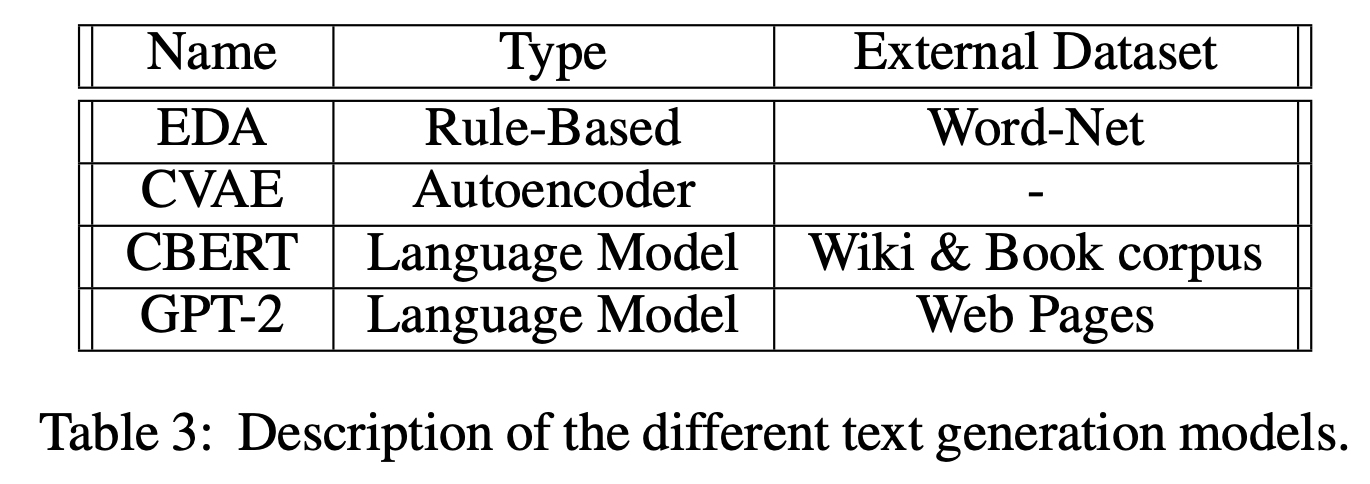 Name Type External Dataset
EDA Rule-Based Word-Net
CVAE Autoencoder -
CBERT Language Model Wiki & Book corpus
GPT-2 Language Model Web Pages
Table 3: Description of the different text generation models.